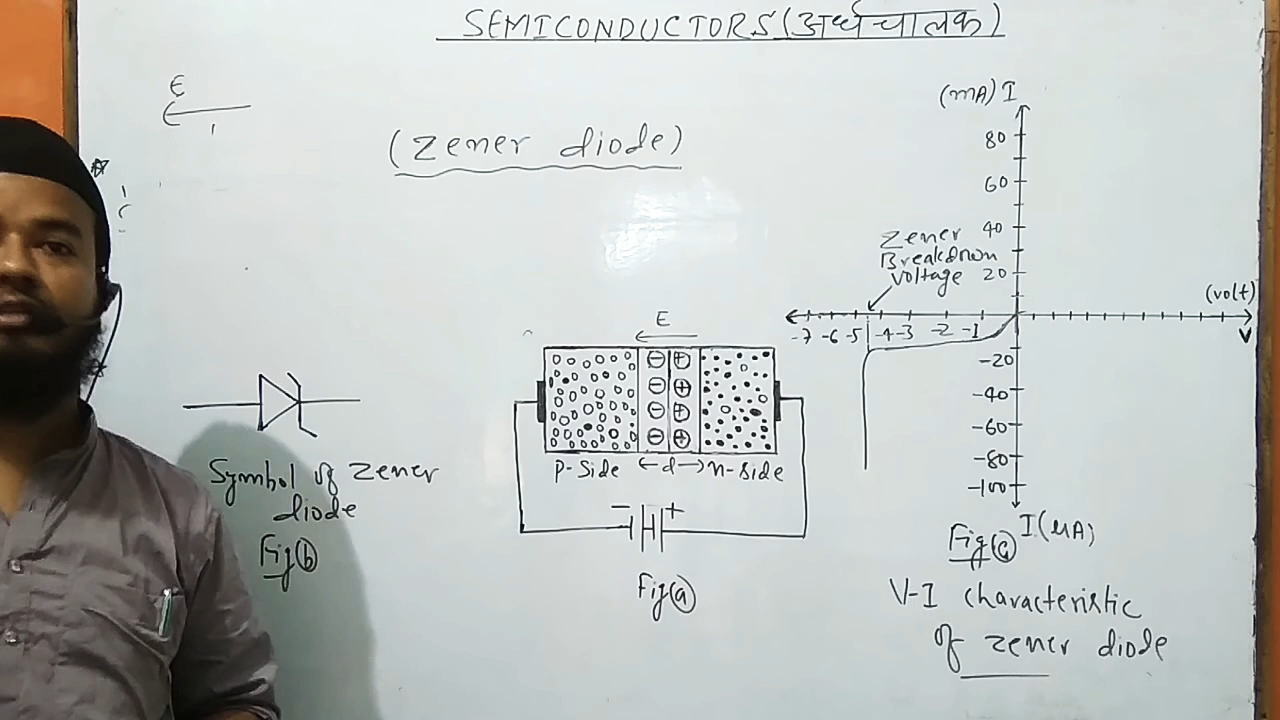 SEMICONDUCTORS (अर्धचालक)
E
(Zener diode)
Symbol of Zener
diode
Fig (b)
E
⊖ ⊕
⊖ ⊕
⊖ ⊕
⊖ ⊕
P-Side ←d→ n-side
− +
Fig (a)
(mA) I
80
60
40
20
Zener
Breakdown
voltage
(volt)
V
-7 -6 -5 -4 -3 -2 -1
-20
-40
-60
-80
-100
I (μA)
Fig (c)
V-I characteristic
of zener diode